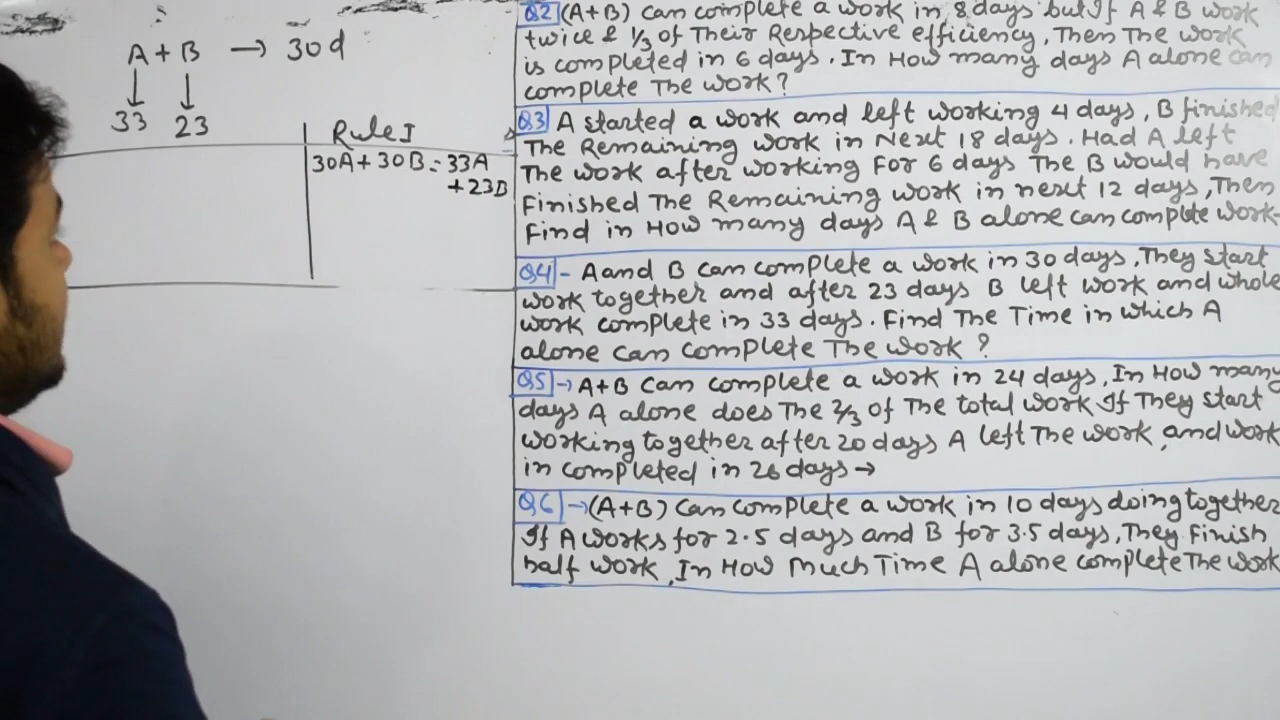 A + B → 30d
↓ ↓
33 23
Rule I
30A + 30B = 33A
+ 23B
Q2 (A+B) can complete a work in 8 days but If A & B work
twice & 1/3 of Their Respective efficiency, Then The work
is completed in 6 days. In How many days A alone can
complete The work?
Q3 A started a work and left working 4 days, B finished
The Remaining work in Next 18 days. Had A left
The work after working For 6 days The B would have
Finished The Remaining work in next 12 days, Then
Find in How many days A & B alone can complete work
Q4 - A and B can complete a work in 30 days, They start
work together and after 23 days B left work and whole
work complete in 33 days. Find The Time in which A
alone can complete The work?
Q5 → A+B can complete a work in 24 days, In How many
days A alone does The 2/3 of The total work If They start
working together after 20 days A left The work, and work
in completed in 26 days →
Q6 → (A+B) can complete a work in 10 days doing together
If A works for 2.5 days and B for 3.5 days, They Finish
half work, In How Much Time A alone complete The work